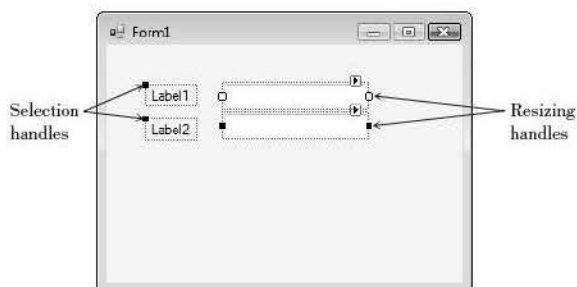 Form1
Label1
Label2
Selection
handles
Resizing
handles